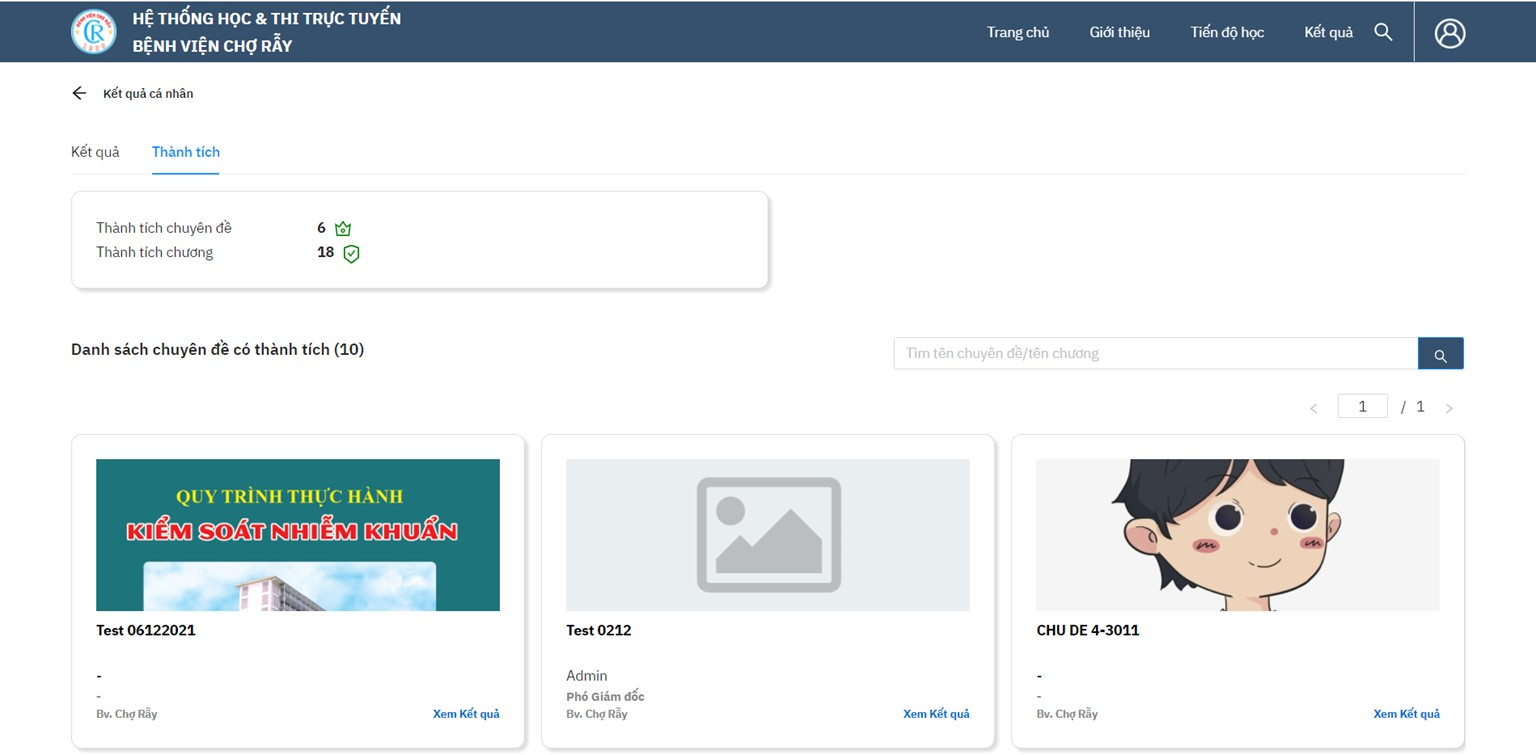 HỆ THỐNG HỌC & THI TRỰC TUYẾN
BỆNH VIỆN CHỢ RẪY
Trang chủ
Giới thiệu
Tiến độ học
Kết quả
Kết quả cá nhân
Kết quả
Thành tích
Thành tích chuyên đề 6
Thành tích chương 18
Danh sách chuyên đề có thành tích (10)
Tìm tên chuyên đề/tên chương
< 1 / 1 >
QUY TRÌNH THỰC HÀNH
KIỂM SOÁT NHIỄM KHUẨN
Test 06122021
-
-
Bv. Chợ Rẫy
Xem Kết quả
Test 0212
Admin
Phó Giám đốc
Bv. Chợ Rẫy
Xem Kết quả
CHU DE 4-3011
-
-
Bv. Chợ Rẫy
Xem Kết quả